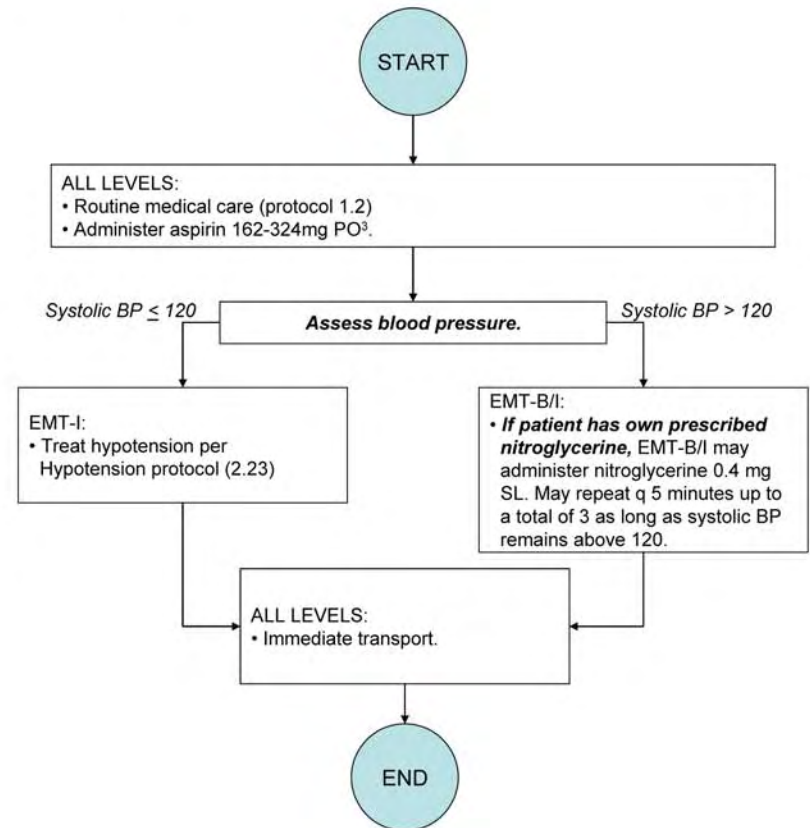 START
ALL LEVELS:
• Routine medical care (protocol 1.2)
• Administer aspirin 162-324mg PO³.
Systolic BP ≤ 120
Assess blood pressure.
Systolic BP > 120
EMT-I:
• Treat hypotension per
Hypotension protocol (2.23)
EMT-B/I:
• If patient has own prescribed
nitroglycerine, EMT-B/I may
administer nitroglycerine 0.4 mg
SL. May repeat q 5 minutes up to
a total of 3 as long as systolic BP
remains above 120.
ALL LEVELS:
• Immediate transport.
END